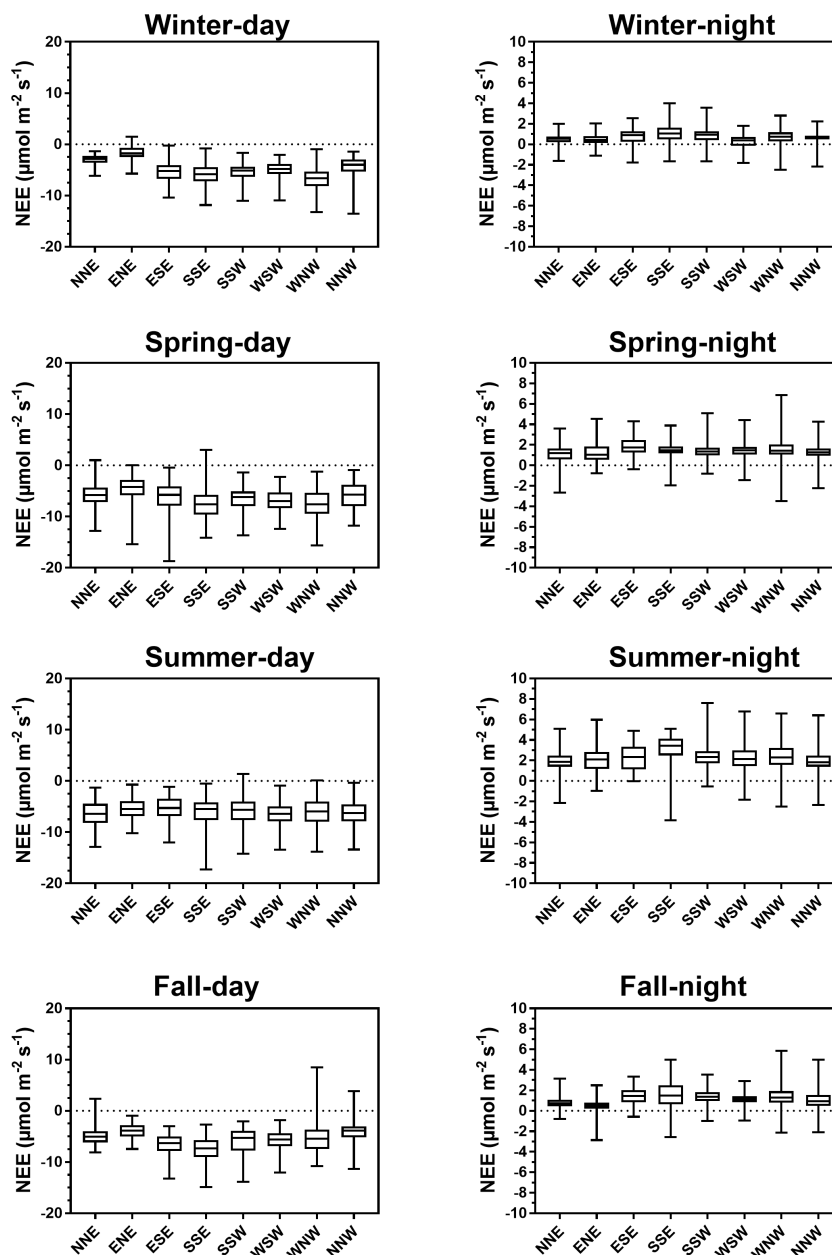 Winter-day
NEE (μmol m⁻² s⁻¹)
20
10
0
-10
-20
NNE
ENE
ESE
SSE
SSW
WSW
WNW
NNW
Winter-night
NEE (μmol m⁻² s⁻¹)
10
8
6
4
2
0
-2
-4
-6
-8
-10
NNE
ENE
ESE
SSE
SSW
WSW
WNW
NNW
Spring-day
NEE (μmol m⁻² s⁻¹)
20
10
0
-10
-20
NNE
ENE
ESE
SSE
SSW
WSW
WNW
NNW
Spring-night
NEE (μmol m⁻² s⁻¹)
10
8
6
4
2
0
-2
-4
-6
-8
-10
NNE
ENE
ESE
SSE
SSW
WSW
WNW
NNW
Summer-day
NEE (μmol m⁻² s⁻¹)
20
10
0
-10
-20
NNE
ENE
ESE
SSE
SSW
WSW
WNW
NNW
Summer-night
NEE (μmol m⁻² s⁻¹)
10
8
6
4
2
0
-2
-4
-6
-8
-10
NNE
ENE
ESE
SSE
SSW
WSW
WNW
NNW
Fall-day
NEE (μmol m⁻² s⁻¹)
20
10
0
-10
-20
NNE
ENE
ESE
SSE
SSW
WSW
WNW
NNW
Fall-night
NEE (μmol m⁻² s⁻¹)
10
8
6
4
2
0
-2
-4
-6
-8
-10
NNE
ENE
ESE
SSE
SSW
WSW
WNW
NNW